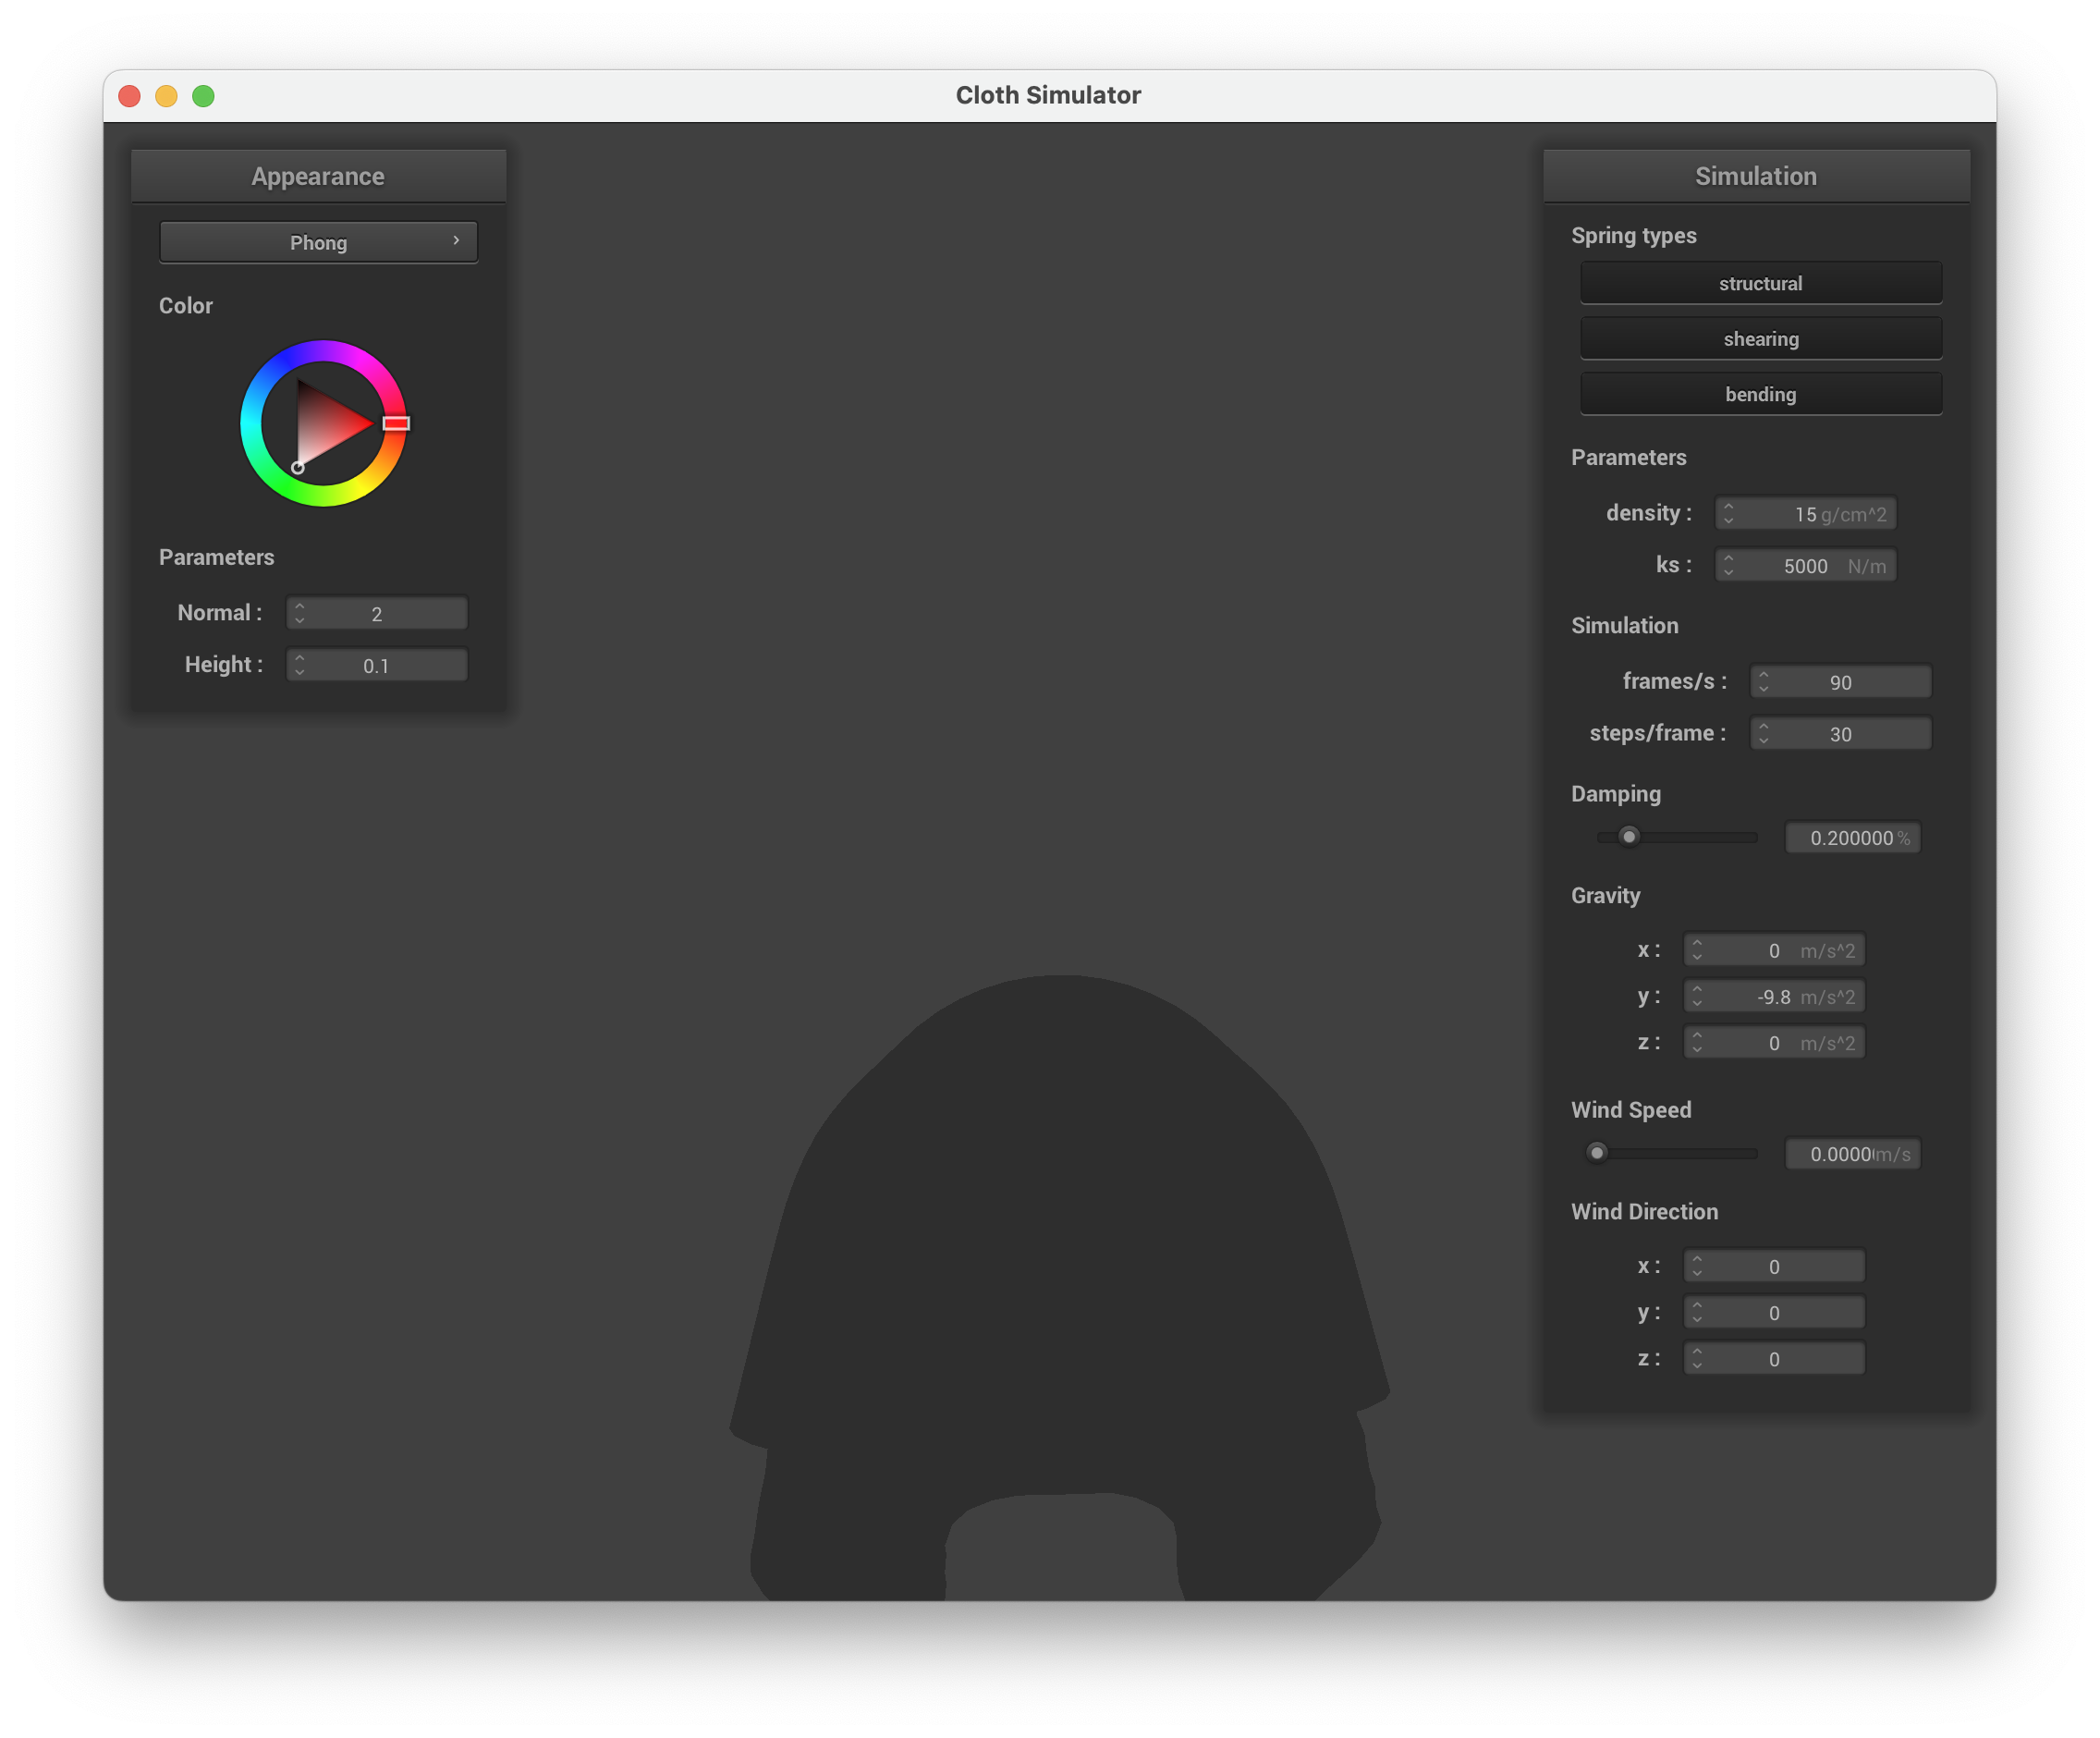 Cloth Simulator
Appearance
Phong
Color
Parameters
Normal : 2
Height : 0.1
Simulation
Spring types
structural
shearing
bending
Parameters
density : 15 g/cm^2
ks : 5000 N/m
Simulation
frames/s : 90
steps/frame : 30
Damping
0.200000 %
Gravity
x : 0 m/s^2
y : -9.8 m/s^2
z : 0 m/s^2
Wind Speed
0.0000 m/s
Wind Direction
x : 0
y : 0
z : 0